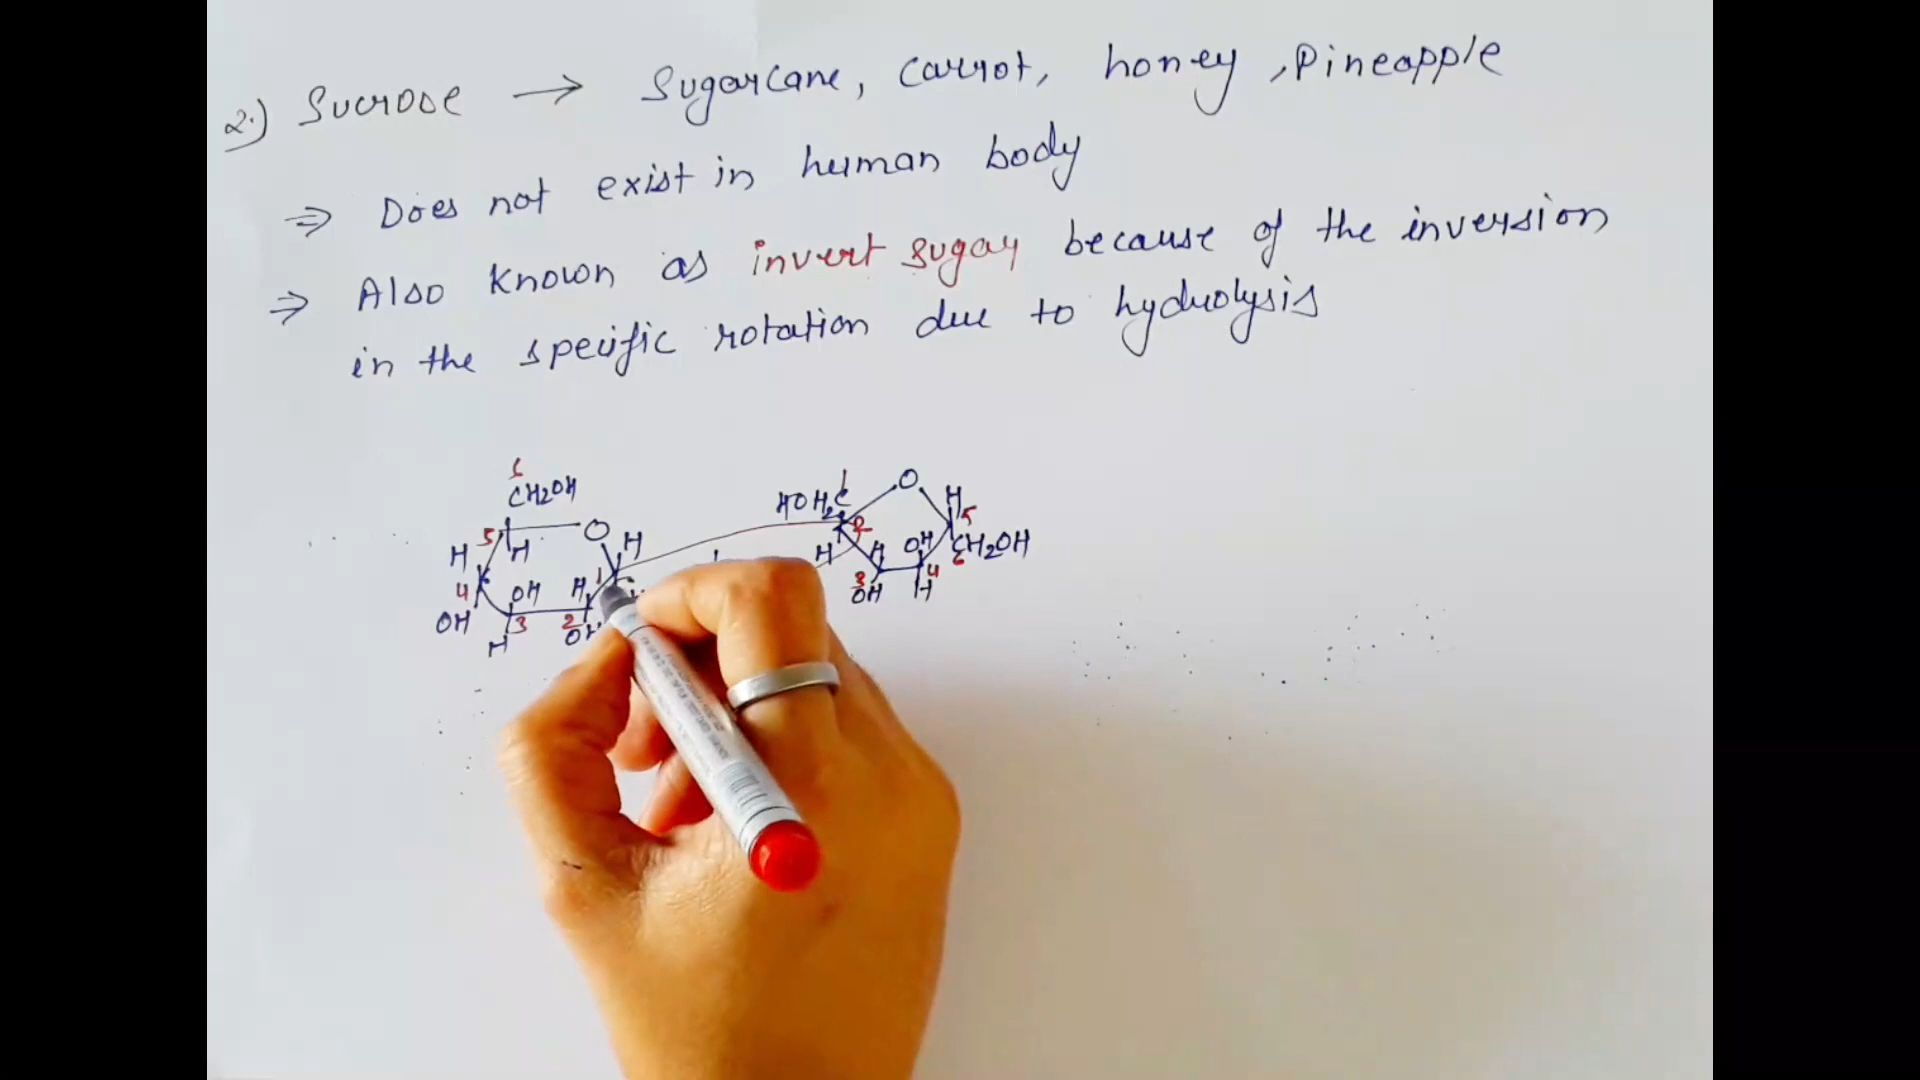 2.) Sucrose → Sugarcane, Carrot, honey, Pineapple
⇒ Does not exist in human body
⇒ Also known as invert sugar because of the inversion
in the specific rotation due to hydrolysis
6
CH2OH
HOH2C 1
O
H
5
O
H
2
5
H
H
H
H
OH
CH2OH
6
4
OH
H
1
3
4
OH
3
2
OH
H
H
OH